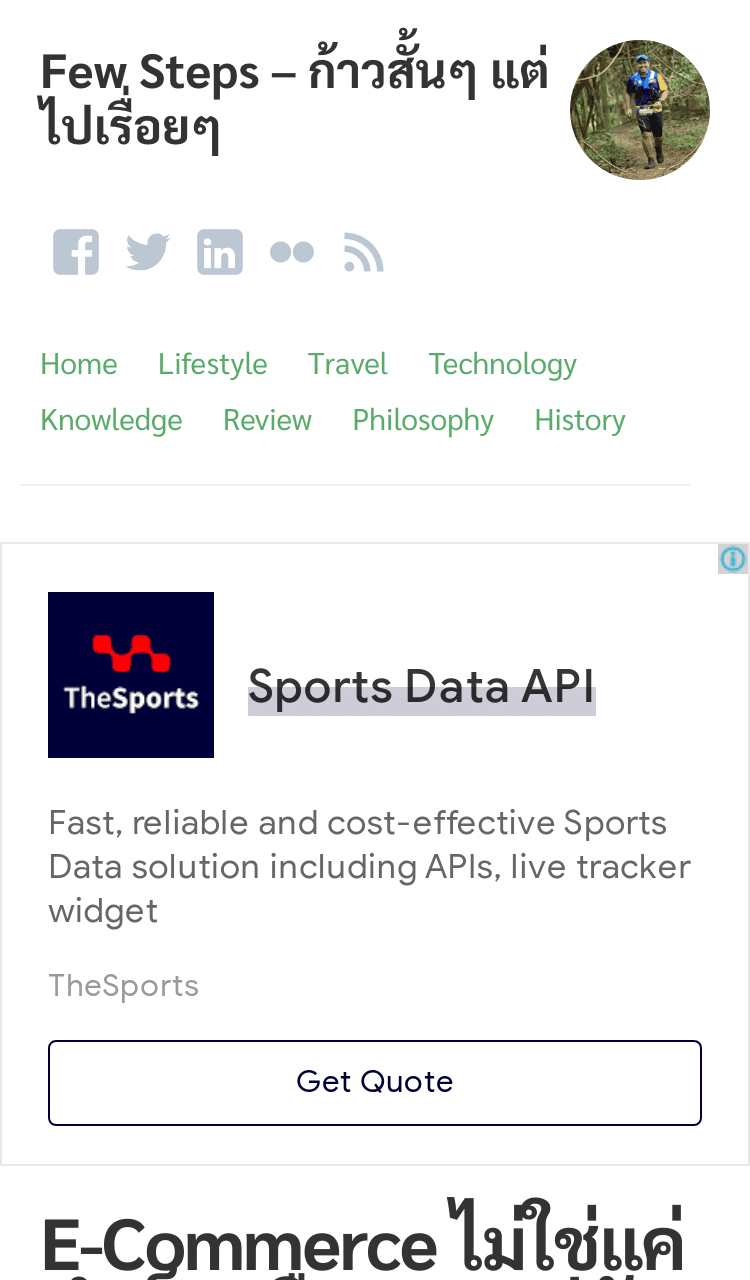 Few Steps – ก้าวสั้นๆ แต่
ไปเรื่อยๆ
Home Lifestyle Travel Technology
Knowledge Review Philosophy History
TheSports
Sports Data API
Fast, reliable and cost-effective Sports
Data solution including APIs, live tracker
widget
TheSports
Get Quote
E-Commerce ไม่ใช่แค่